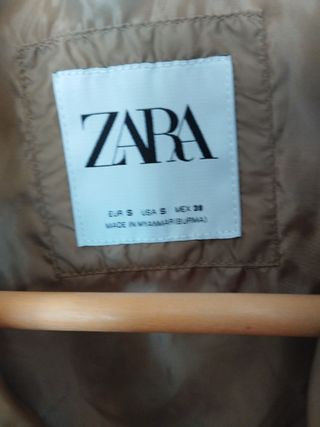 ZARA
EUR S USA S MEX 28
MADE IN MYANMAR (BURMA)